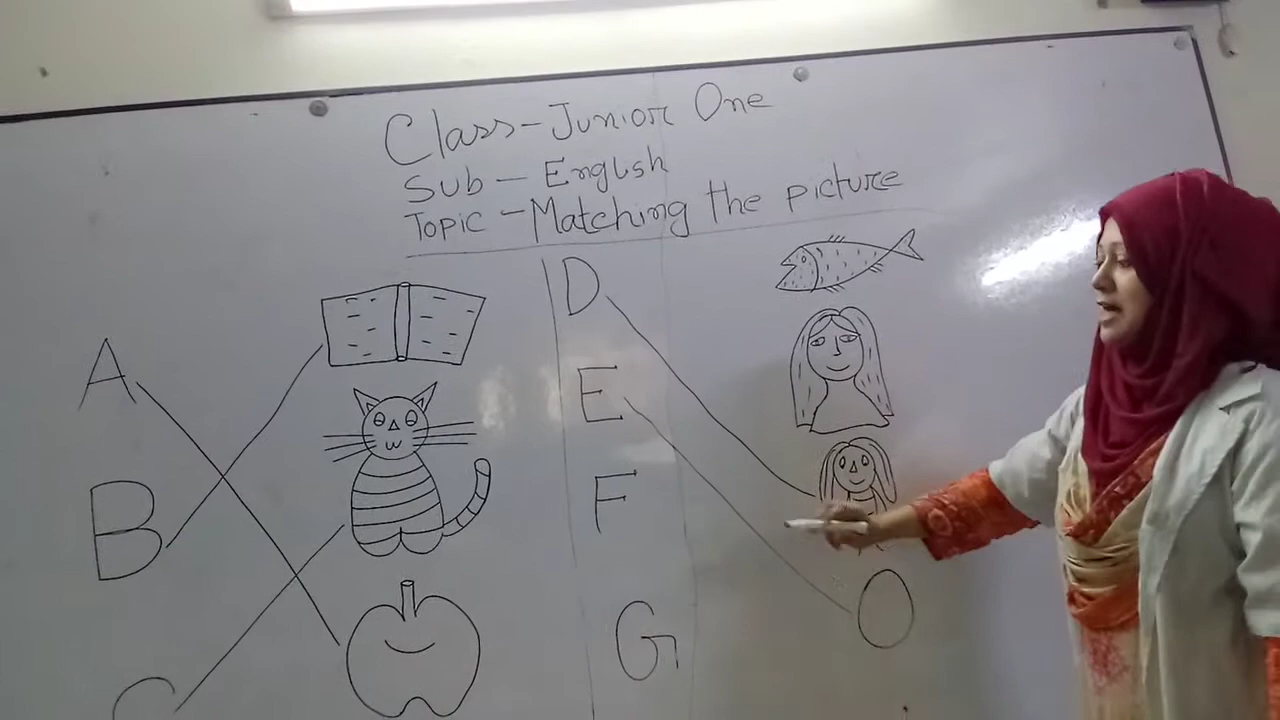 Class-Junior One
Sub - English
Topic - Matching the picture
A
B
C
D
E
F
G